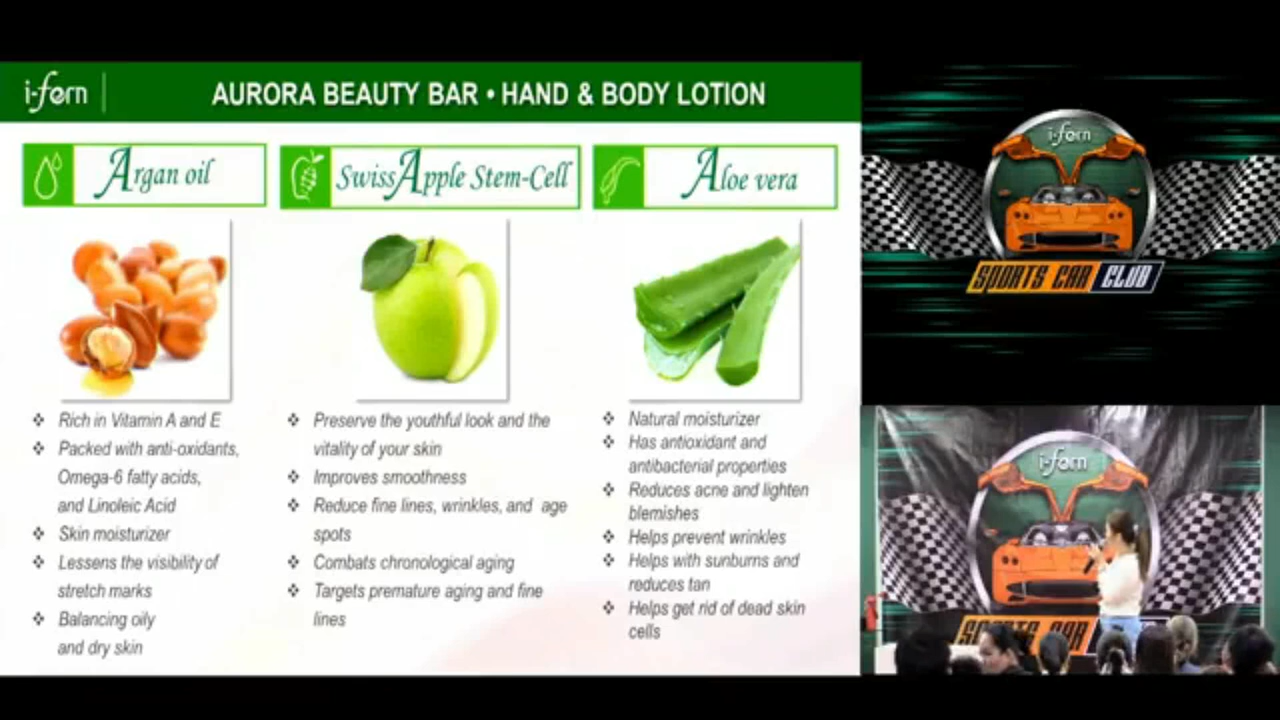 i-fern
AURORA BEAUTY BAR • HAND & BODY LOTION
Argan oil
❖ Rich in Vitamin A and E
❖ Packed with anti-oxidants,
Omega-6 fatty acids,
and Linoleic Acid
❖ Skin moisturizer
❖ Lessens the visibility of
stretch marks
❖ Balancing oily
and dry skin
Swiss Apple Stem-Cell
❖ Preserve the youthful look and the
vitality of your skin
❖ Improves smoothness
❖ Reduce fine lines, wrinkles, and age
spots
❖ Combats chronological aging
❖ Targets premature aging and fine
lines
Aloe vera
❖ Natural moisturizer
❖ Has antioxidant and
antibacterial properties
❖ Reduces acne and lighten
blemishes
❖ Helps prevent wrinkles
❖ Helps with sunburns and
reduces tan
❖ Helps get rid of dead skin
cells
i-fern
SPORTS CAR CLUB
i-fern
SPORTS CAR